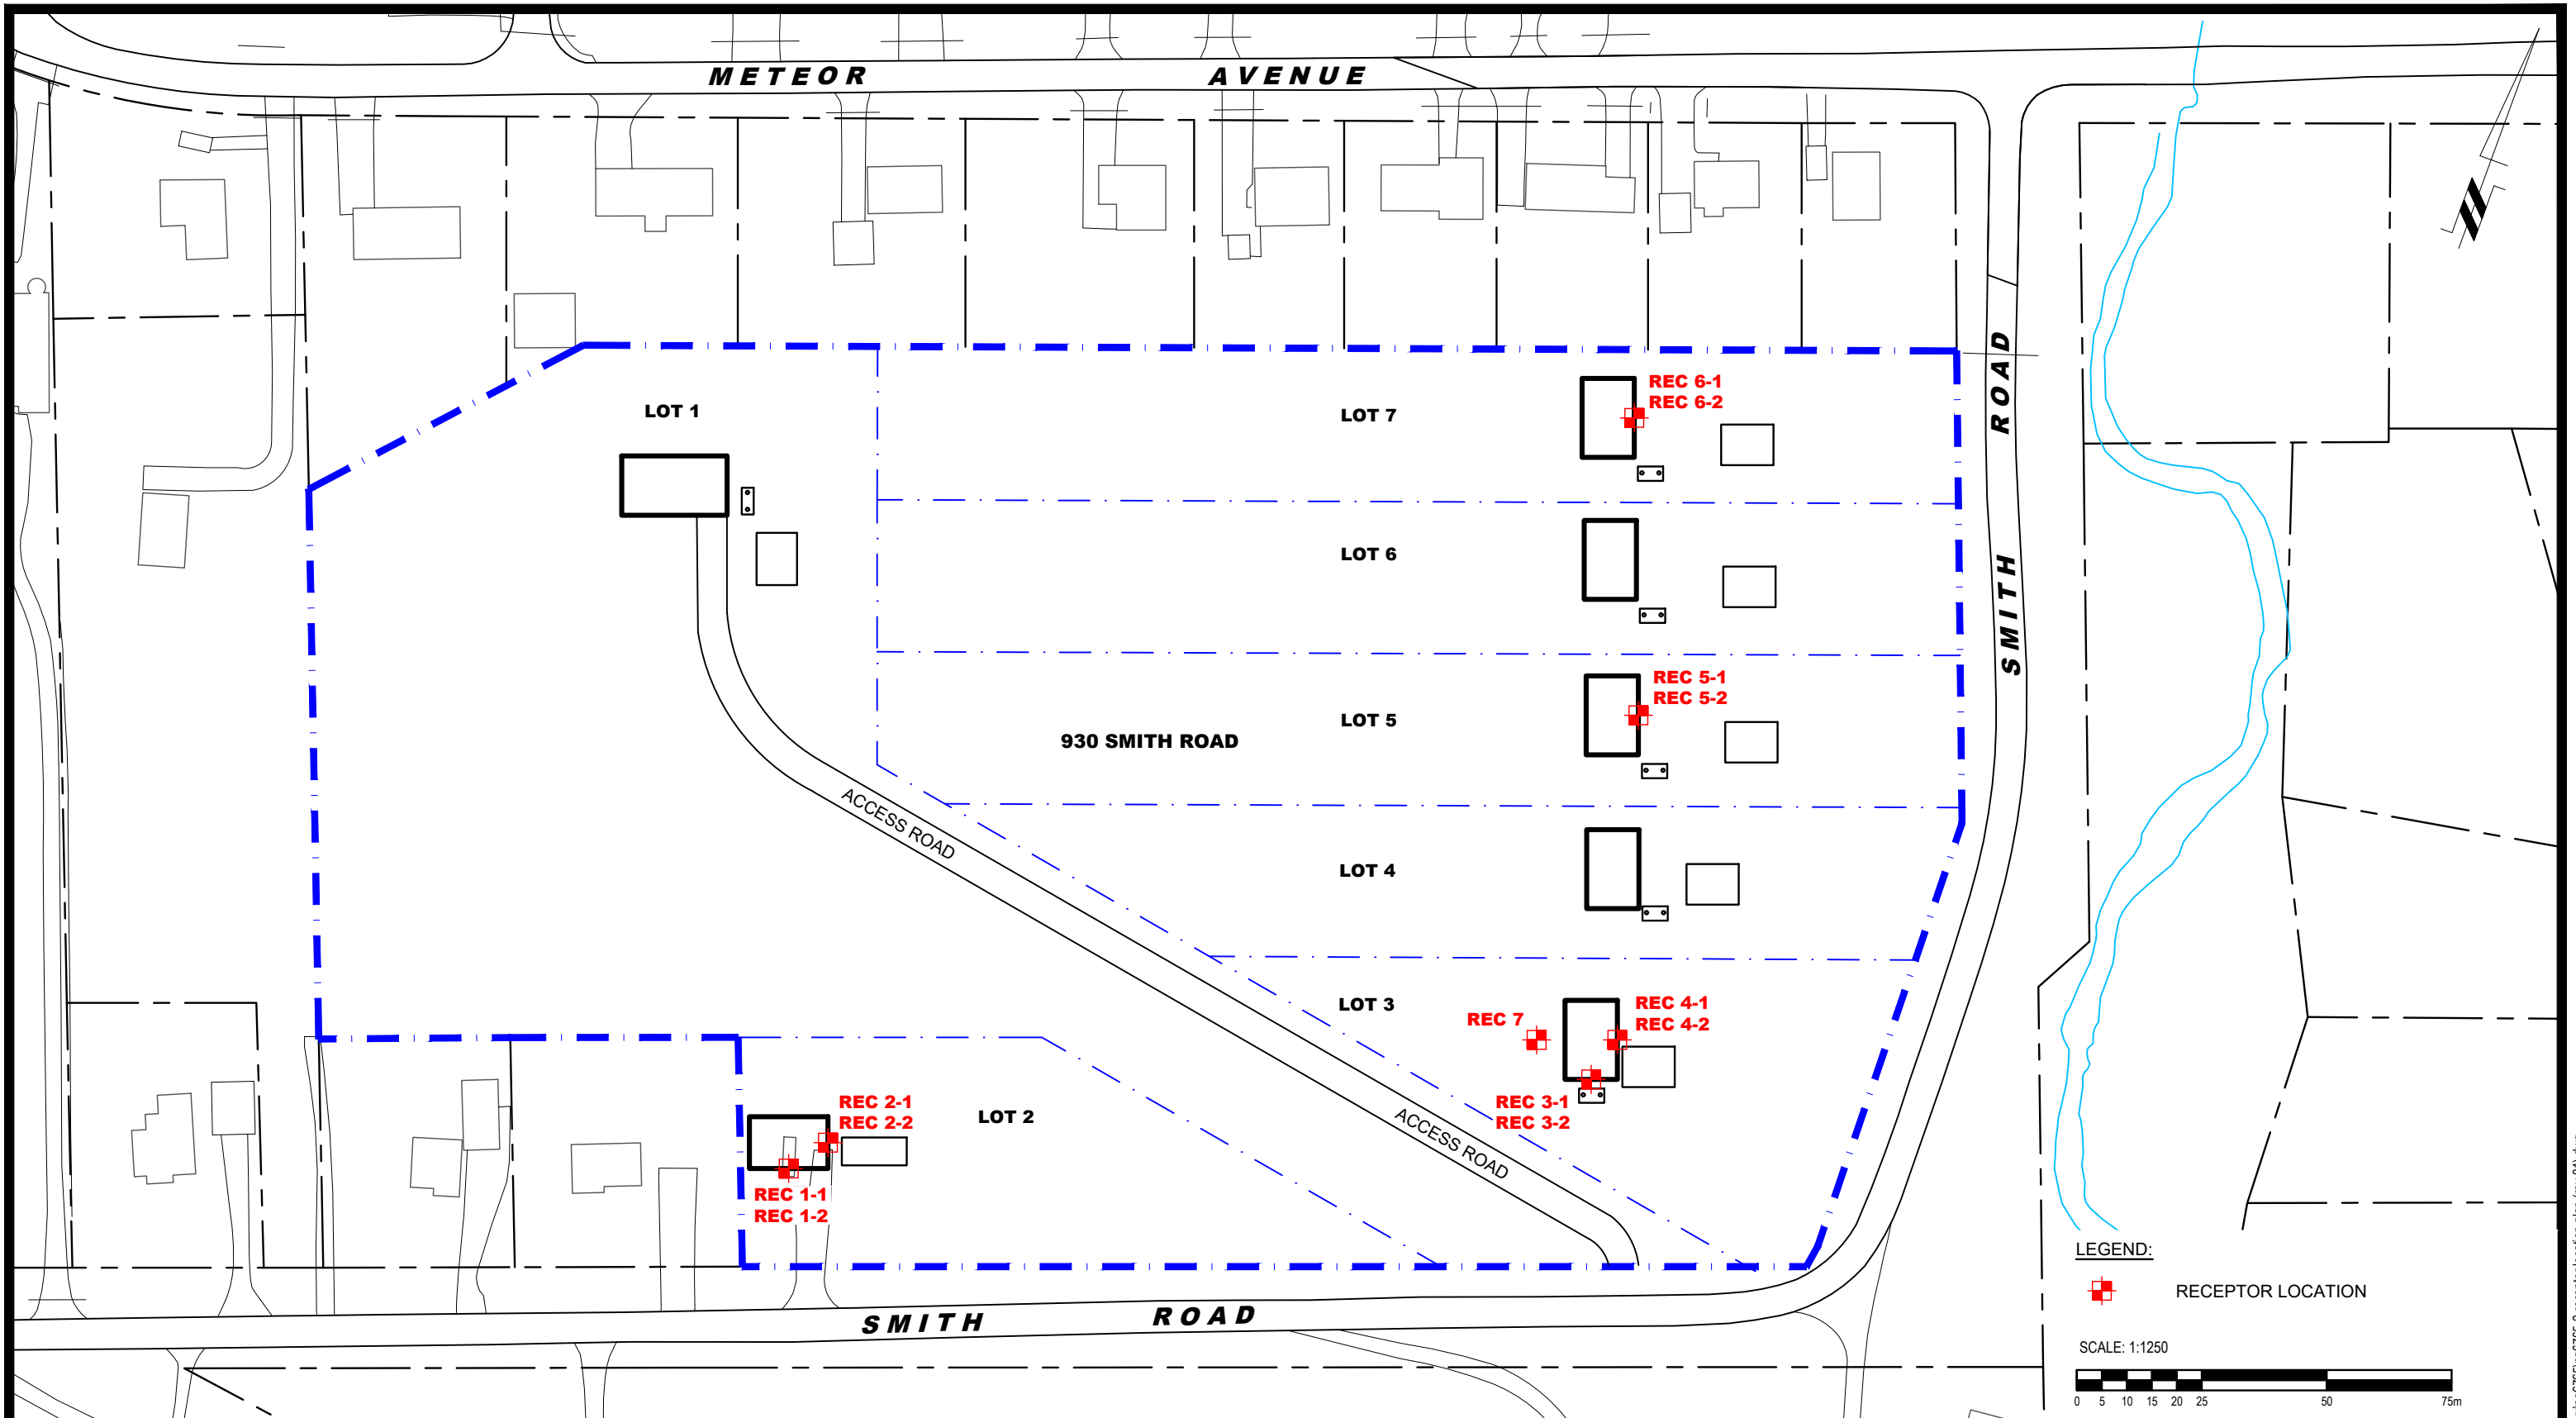 METEOR AVENUE
REC 6-1
REC 6-2
LOT 1
LOT 7
ROAD
SMITH
LOT 6
REC 5-1
REC 5-2
LOT 5
930 SMITH ROAD
ACCESS ROAD
LOT 4
LOT 3
REC 7
REC 4-1
REC 4-2
REC 2-1
REC 2-2
LOT 2
REC 3-1
REC 3-2
ACCESS ROAD
REC 1-1
REC 1-2
LEGEND:
RECEPTOR LOCATION
SMITH ROAD
SCALE: 1:1250
0 5 10 15 20 25 50 75m